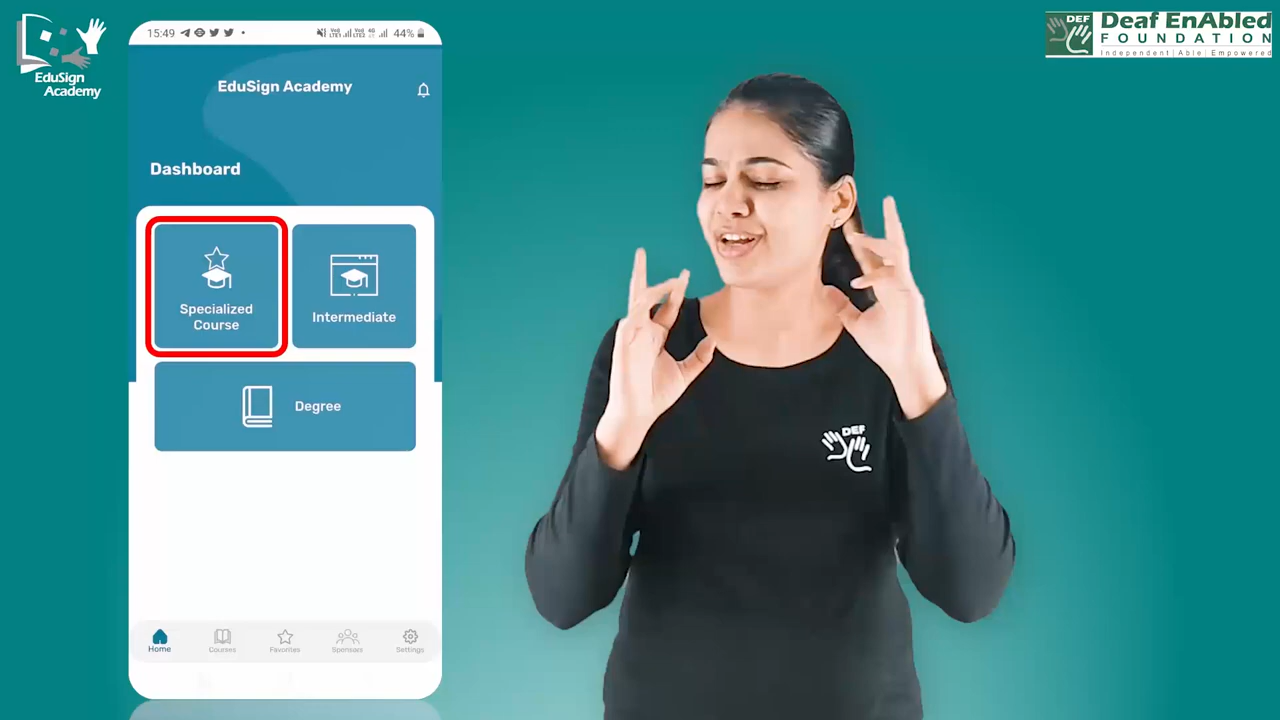 EduSign
Academy
15:49
44%
EduSign Academy
Dashboard
Specialized
Course
Intermediate
Degree
Home
Courses
Favorites
Sponsors
Settings
DEF
DEF
Deaf EnAbled
FOUNDATION
Independent | Able | Empowered